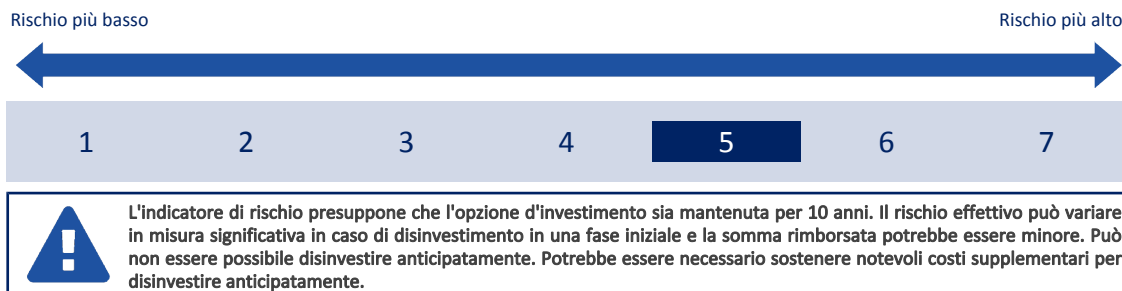 Rischio più basso Rischio più alto
1 2 3 4 5 6 7
L'indicatore di rischio presuppone che l'opzione d'investimento sia mantenuta per 10 anni. Il rischio effettivo può variare
in misura significativa in caso di disinvestimento in una fase iniziale e la somma rimborsata potrebbe essere minore. Può
non essere possibile disinvestire anticipatamente. Potrebbe essere necessario sostenere notevoli costi supplementari per
disinvestire anticipatamente.